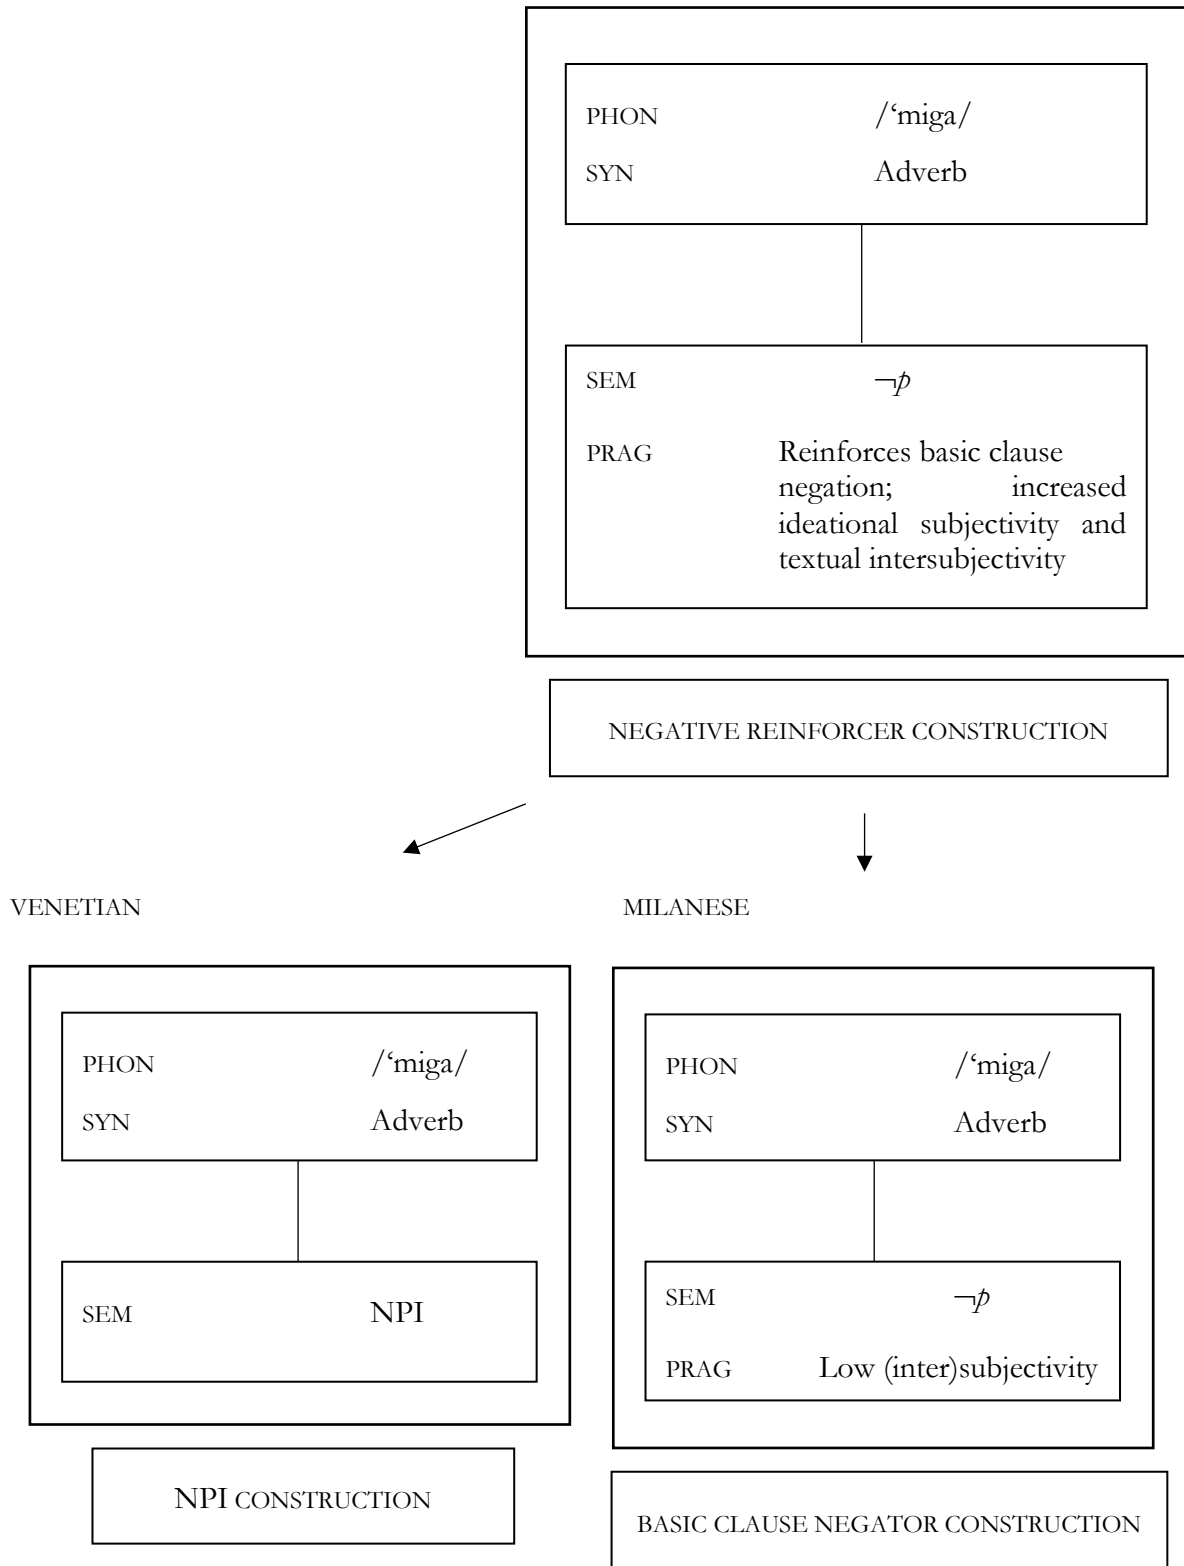 PHON /‘miga/
SYN Adverb
SEM ¬p
PRAG Reinforces basic clause
negation; increased
ideational subjectivity and
textual intersubjectivity
NEGATIVE REINFORCER CONSTRUCTION
VENETIAN
PHON /‘miga/
SYN Adverb
SEM NPI
NPI CONSTRUCTION
MILANESE
PHON /‘miga/
SYN Adverb
SEM ¬p
PRAG Low (inter)subjectivity
BASIC CLAUSE NEGATOR CONSTRUCTION